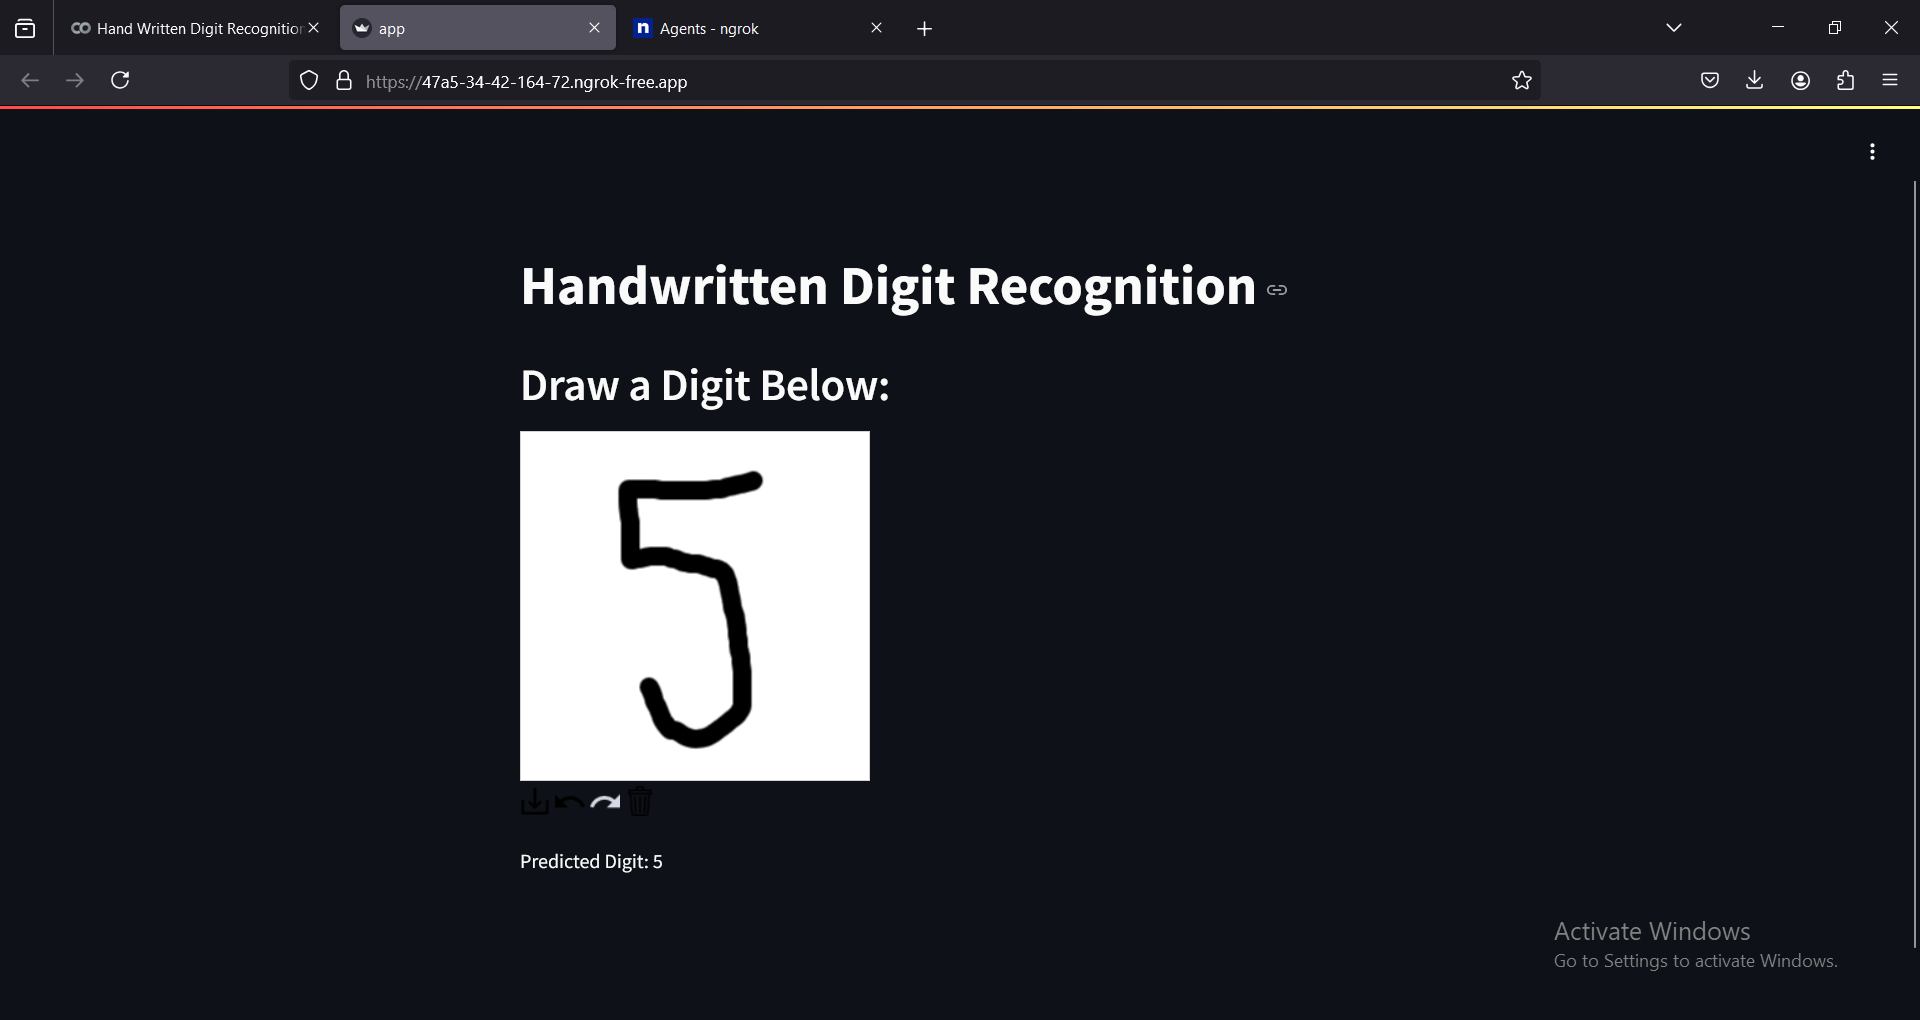 Hand Written Digit Recognition
app
Agents - ngrok
https://47a5-34-42-164-72.ngrok-free.app
Handwritten Digit Recognition
Draw a Digit Below:
5
Predicted Digit: 5
Activate Windows
Go to Settings to activate Windows.